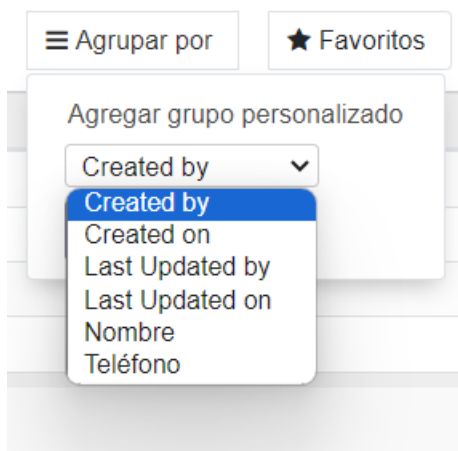 Agrupar por
Favoritos
Agregar grupo personalizado
Created by
Created by
Created on
Last Updated by
Last Updated on
Nombre
Teléfono